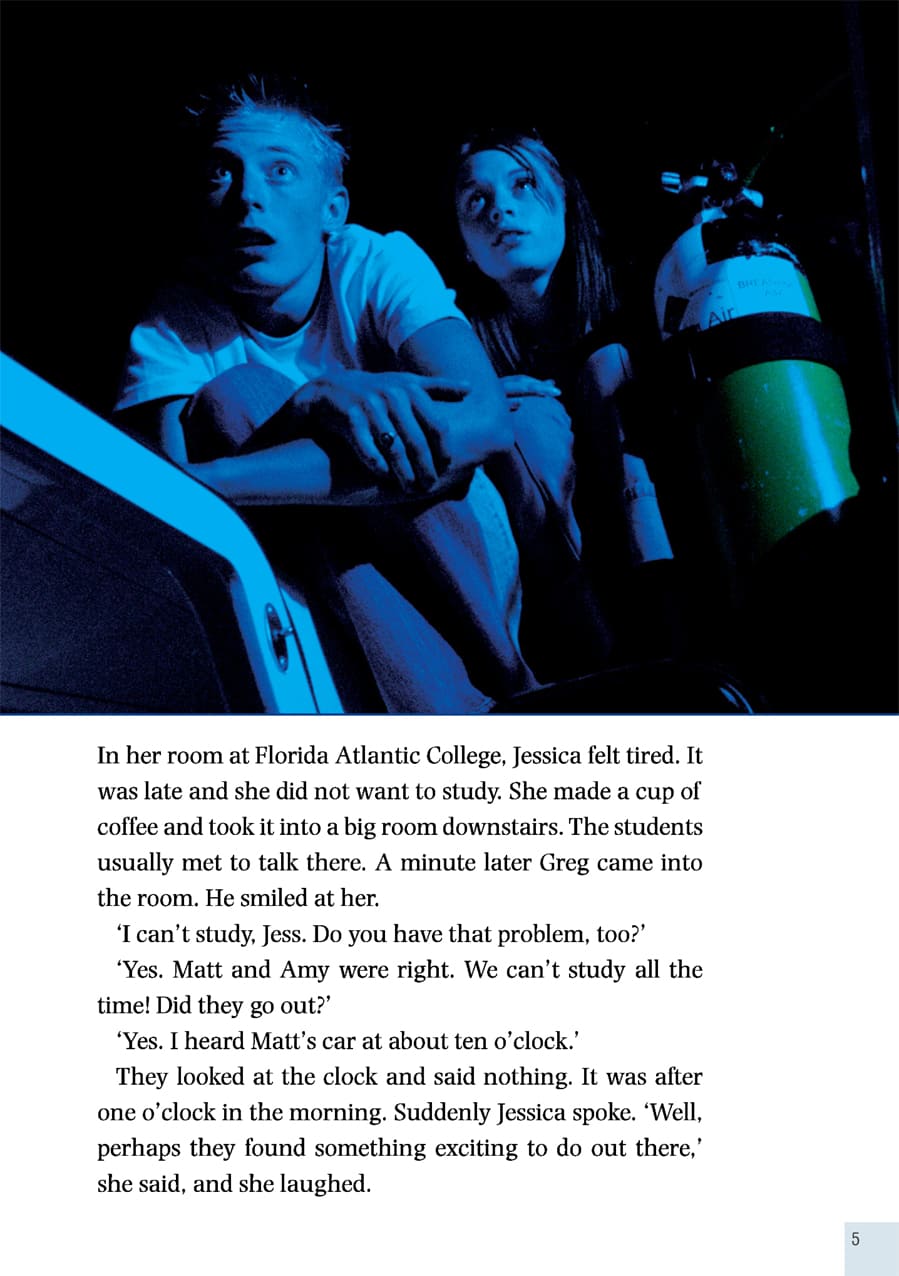 BREATHING
Air
In her room at Florida Atlantic College, Jessica felt tired. It
was late and she did not want to study. She made a cup of
coffee and took it into a big room downstairs. The students
usually met to talk there. A minute later Greg came into
the room. He smiled at her.
‘I can’t study, Jess. Do you have that problem, too?’
‘Yes. Matt and Amy were right. We can’t study all the
time! Did they go out?’
‘Yes. I heard Matt’s car at about ten o’clock.’
They looked at the clock and said nothing. It was after
one o’clock in the morning. Suddenly Jessica spoke. ‘Well,
perhaps they found something exciting to do out there,’
she said, and she laughed.
5